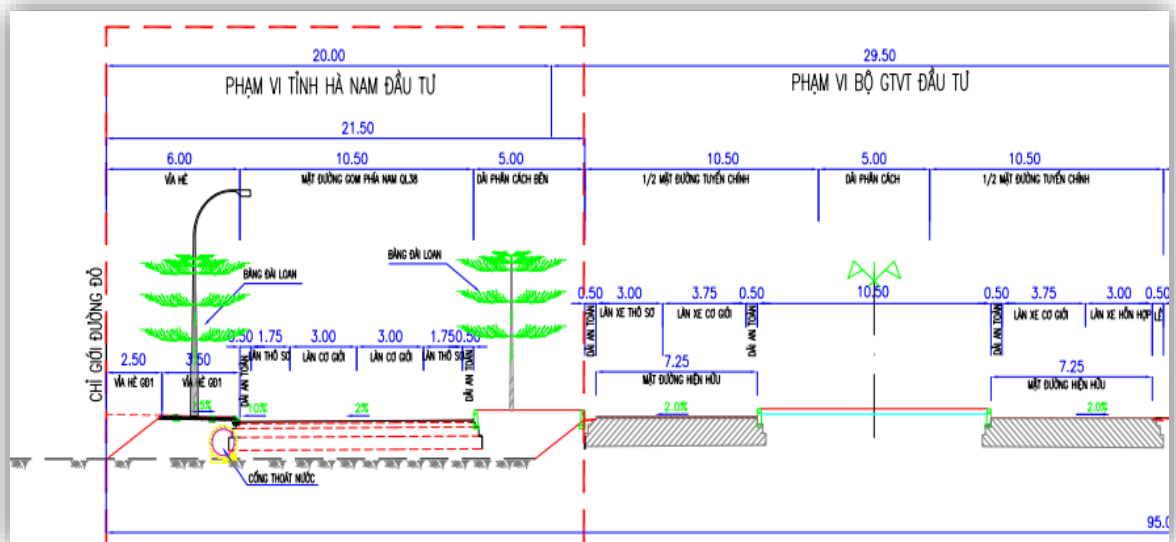 20.00
29.50
PHẠM VI TỈNH HÀ NAM ĐẦU TƯ
PHẠM VI BỘ GTVT ĐẦU TƯ
21.50
6.00
10.50
5.00
10.50
5.00
10.50
VỈA HÈ
MẶT ĐƯỜNG GOM PHÍA NAM QL38
DẢI PHÂN CÁCH BÊN
1/2 MẶT ĐƯỜNG TUYẾN CHÍNH
DẢI PHÂN CÁCH
1/2 MẶT ĐƯỜNG TUYẾN CHÍNH
BÀNG ĐÀI LOAN
BÀNG ĐÀI LOAN
CHỈ GIỚI ĐƯỜNG ĐỎ
0.50
3.00
3.75
0.50
10.50
0.50
3.75
3.00
0.50
DẢI AN TOÀN
LÀN XE THÔ SƠ
LÀN XE CƠ GIỚI
DẢI AN TOÀN
DẢI AN TOÀN
LÀN XE CƠ GIỚI
LÀN XE HỖN HỢP
LỀ
0.50
1.75
3.00
3.00
1.75
0.50
DẢI AN TOÀN
LÀN THÔ SƠ
LÀN CƠ GIỚI
LÀN CƠ GIỚI
LÀN THÔ SƠ
DẢI AN TOÀN
2.50
3.50
7.25
7.25
VỈA HÈ GĐ1
VỈA HÈ GĐ1
MẶT ĐƯỜNG HIỆN HỮU
MẶT ĐƯỜNG HIỆN HỮU
10%
2%
2.0%
2.0%
CỐNG THOÁT NƯỚC